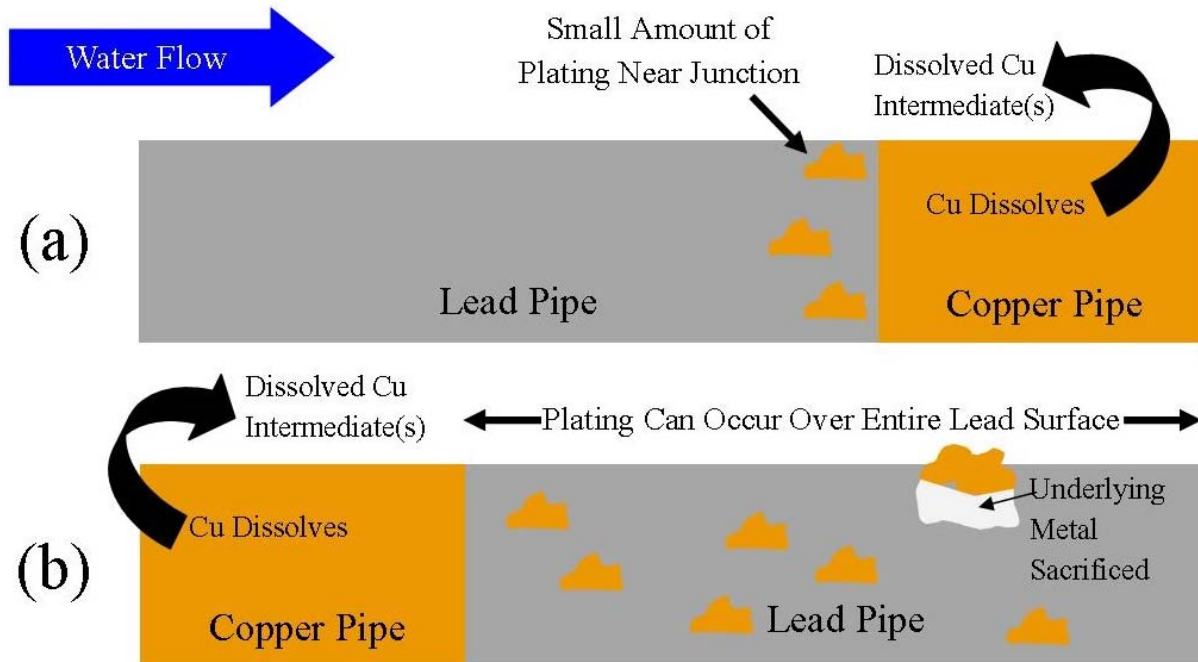 Water Flow
Small Amount of
Plating Near Junction
Dissolved Cu
Intermediate(s)
(a)
Cu Dissolves
Lead Pipe
Copper Pipe
Dissolved Cu
Intermediate(s)
Plating Can Occur Over Entire Lead Surface
(b)
Cu Dissolves
Underlying
Metal
Sacrificed
Copper Pipe
Lead Pipe